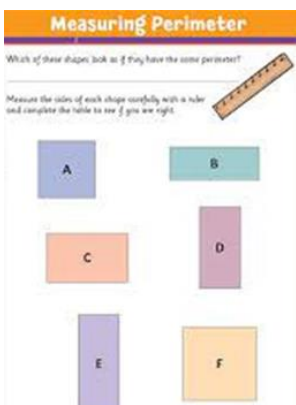 Measuring Perimeter
Which of these shapes look as if they have the same perimeter?
Measure the sides of each shape carefully with a ruler
and complete the table to see if you are right.
A
B
C
D
E
F